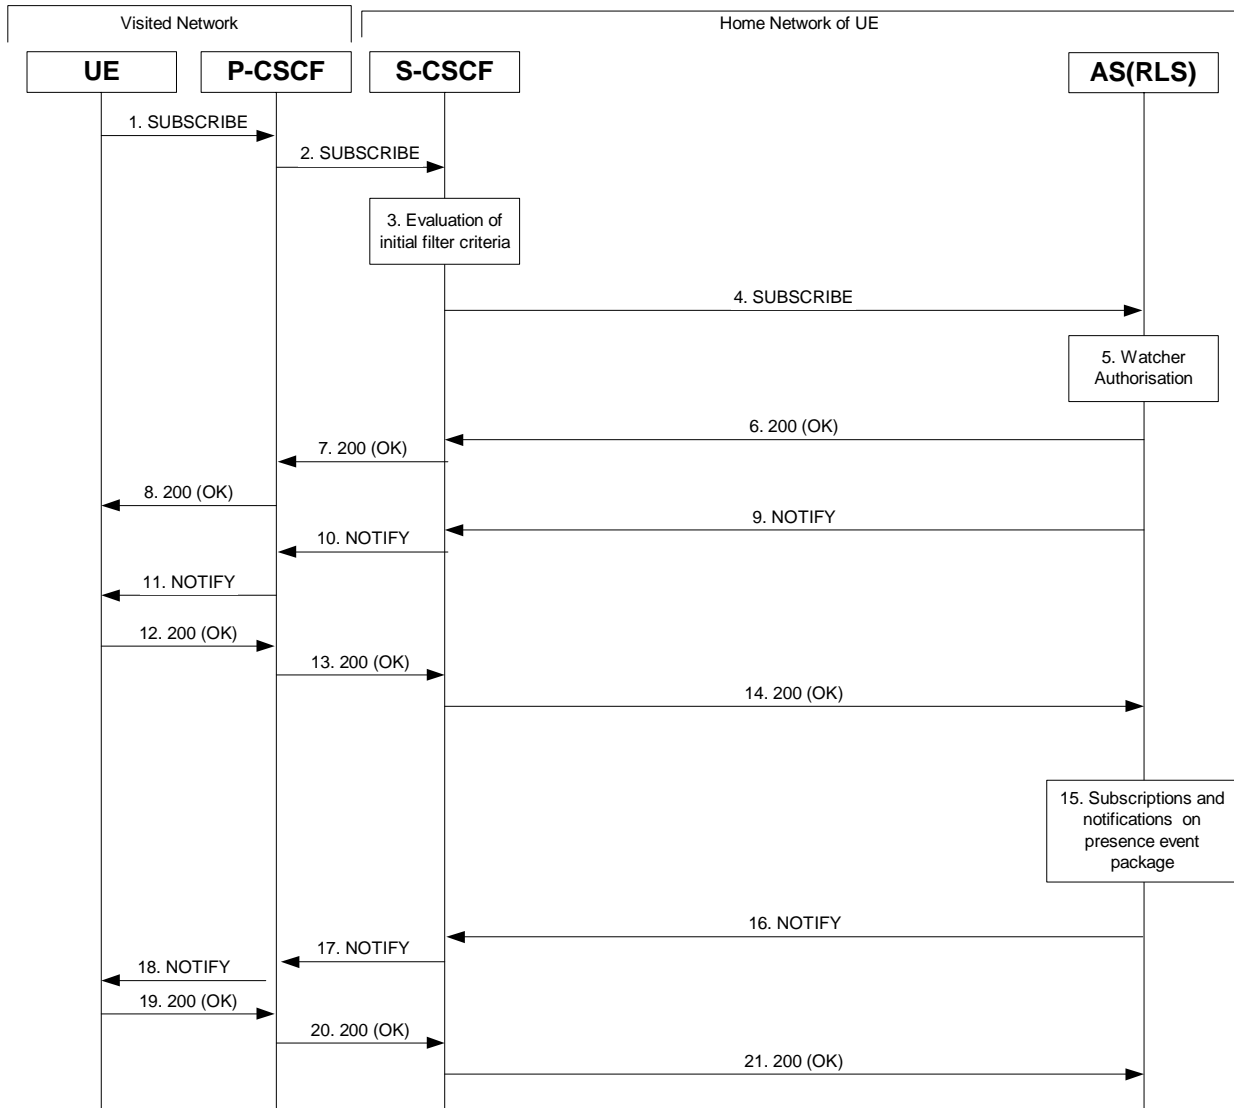 Visited Network
Home Network of UE
UE
P-CSCF
S-CSCF
AS(RLS)
1. SUBSCRIBE
2. SUBSCRIBE
3. Evaluation of
initial filter criteria
4. SUBSCRIBE
5. Watcher
Authorisation
6. 200 (OK)
7. 200 (OK)
8. 200 (OK)
9. NOTIFY
10. NOTIFY
11. NOTIFY
12. 200 (OK)
13. 200 (OK)
14. 200 (OK)
15. Subscriptions and
notifications on
presence event
package
16. NOTIFY
17. NOTIFY
18. NOTIFY
19. 200 (OK)
20. 200 (OK)
21. 200 (OK)